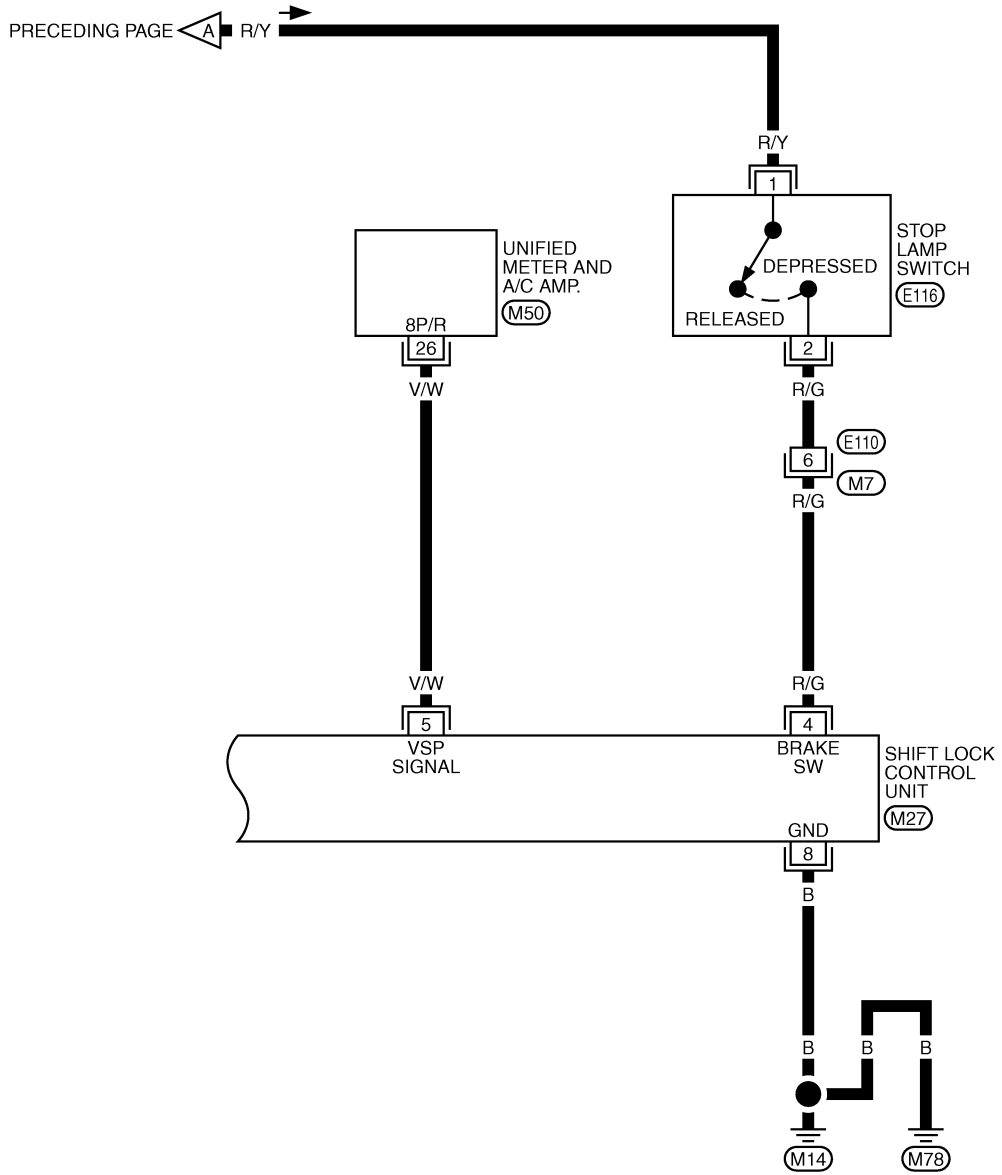 PRECEDING PAGE A R/Y
R/Y
1
STOP
LAMP
SWITCH
E116
DEPRESSED
RELEASED
2
R/G
UNIFIED
METER AND
A/C AMP.
M50
8P/R
26
V/W
E110
6
M7
R/G
V/W
R/G
5
4
VSP
SIGNAL
BRAKE
SW
SHIFT LOCK
CONTROL
UNIT
M27
GND
8
B
B B B
M14 M78